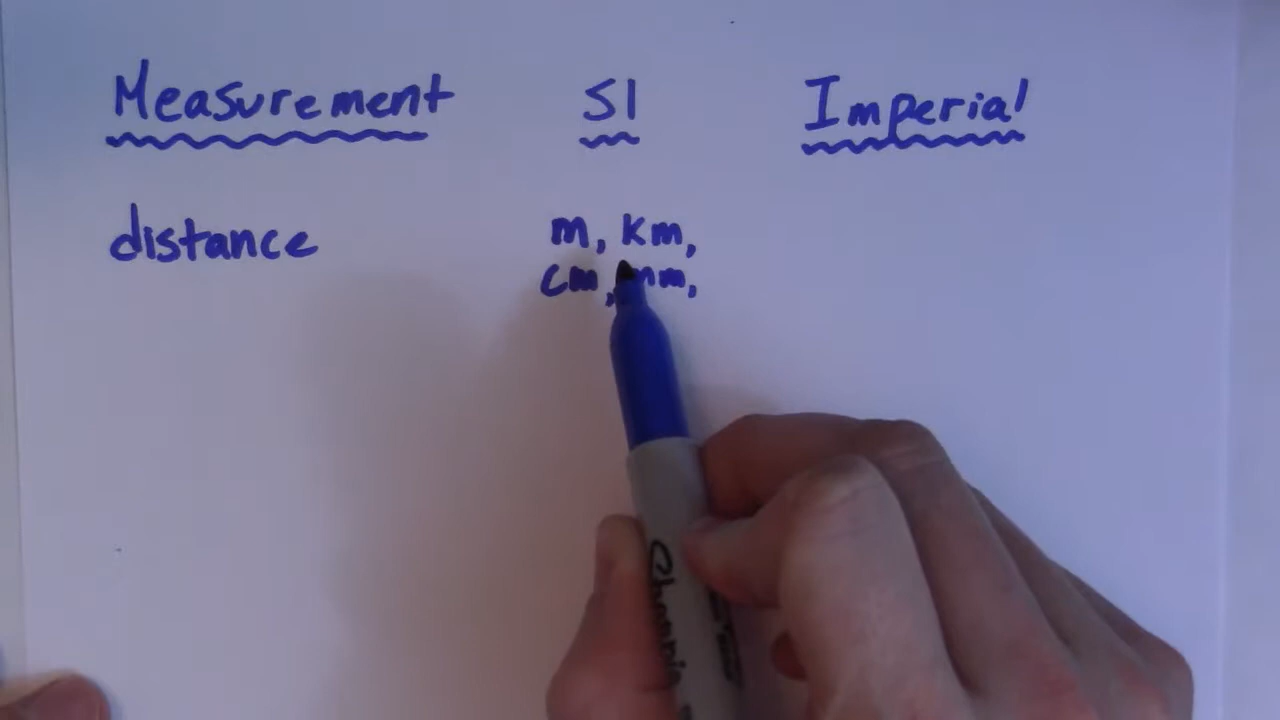 Measurement SI Imperial
distance m, km,
cm,